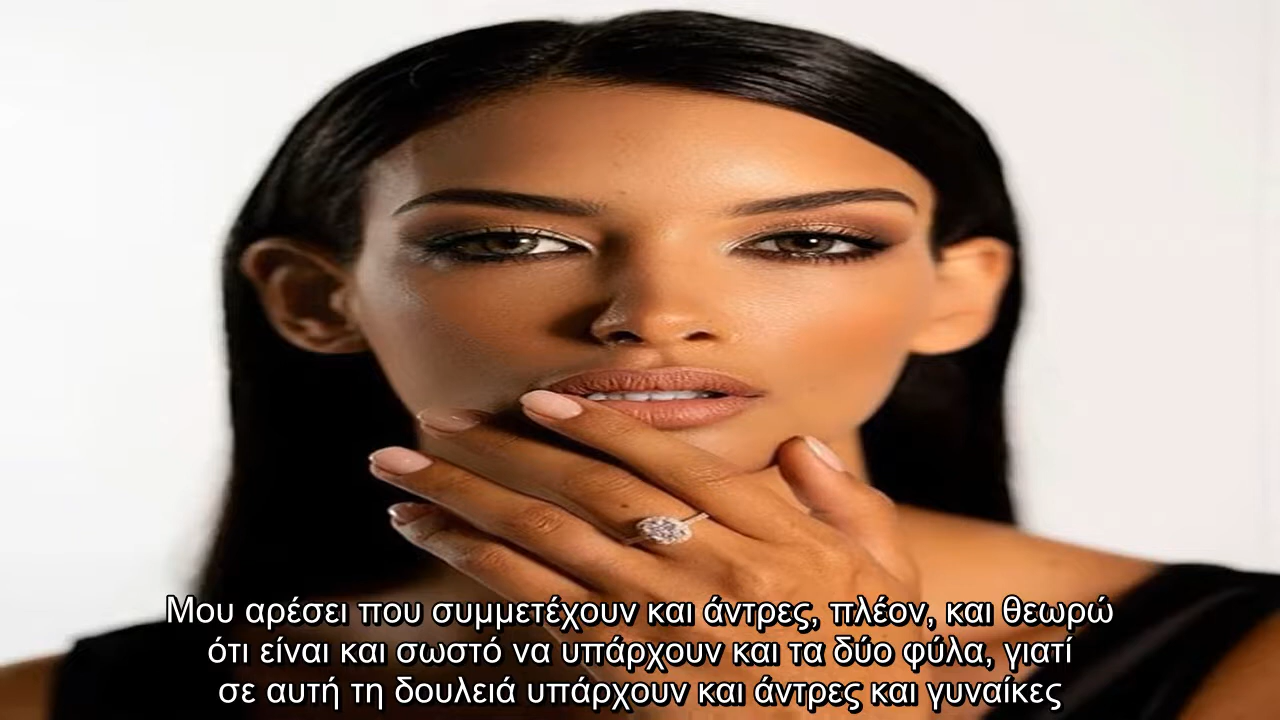 Μου αρέσει που συμμετέχουν και άντρες, πλέον, και θεωρώ
ότι είναι και σωστό να υπάρχουν και τα δύο φύλα, γιατί
σε αυτή τη δουλειά υπάρχουν και άντρες και γυναίκες